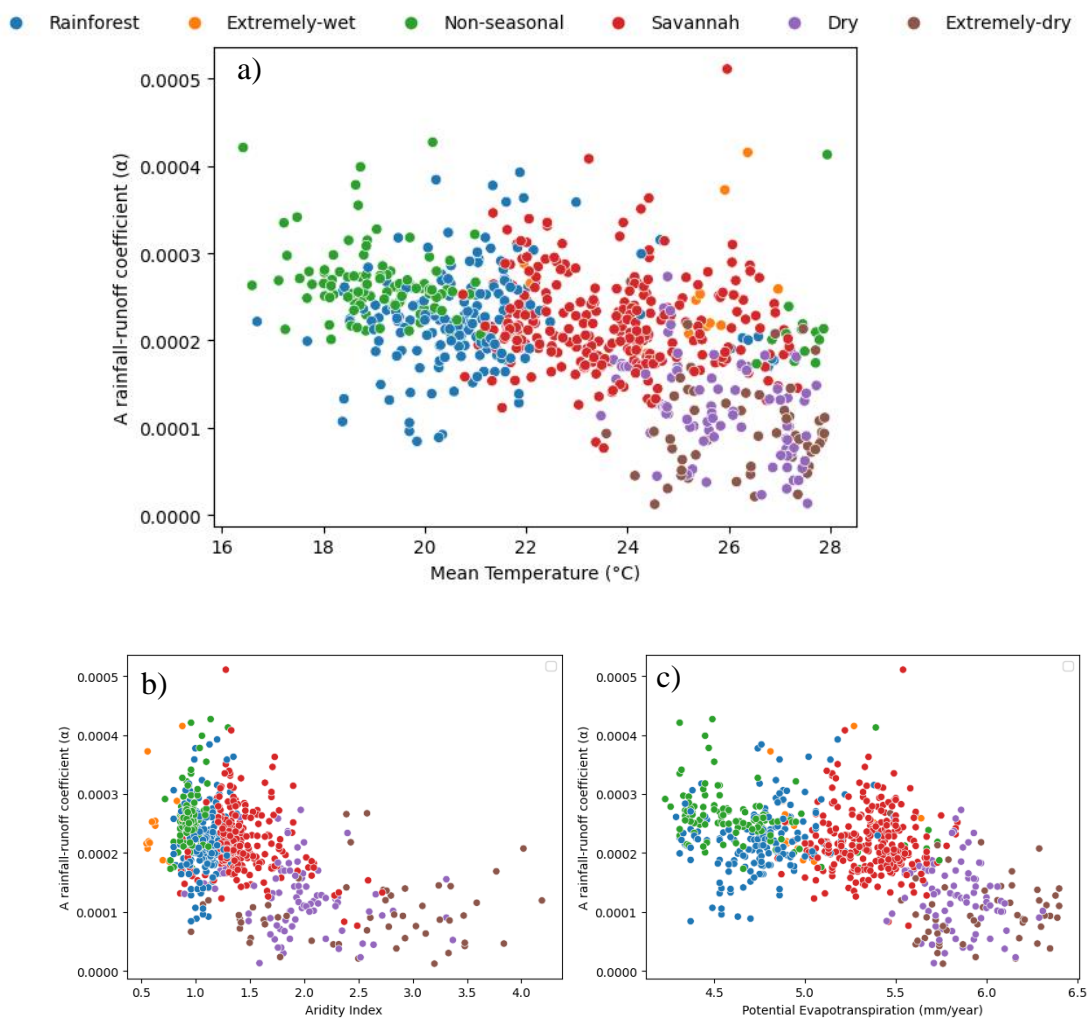 Rainforest Extremely-wet Non-seasonal Savannah Dry Extremely-dry
a)
0.0005
0.0004
0.0003
0.0002
0.0001
0.0000
A rainfall-runoff coefficient (α)
16 18 20 22 24 26 28
Mean Temperature (°C)
b)
0.0005
0.0004
0.0003
0.0002
0.0001
0.0000
A rainfall-runoff coefficient (α)
0.5 1.0 1.5 2.0 2.5 3.0 3.5 4.0
Aridity Index
c)
0.0005
0.0004
0.0003
0.0002
0.0001
0.0000
A rainfall-runoff coefficient (α)
4.5 5.0 5.5 6.0 6.5
Potential Evapotranspiration (mm/year)